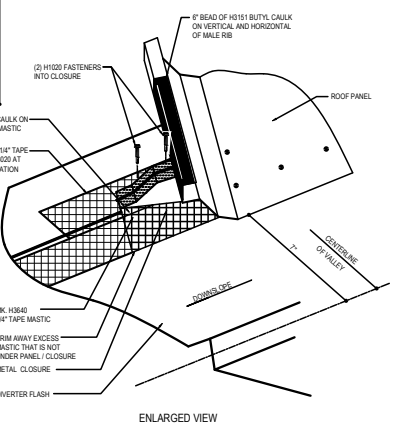 6" BEAD OF H3151 BUTYL CAULK
ON VERTICAL AND HORIZONTAL
OF MALE RIB
(2) H1020 FASTENERS
INTO CLOSURE
ROOF PANEL
CAULK ON
MASTIC
1/4" TAPE
020 AT
ATION
7"
CENTERLINE
OF VALLEY
DOWNSLOPE
MK. H3640
/4" TAPE MASTIC
RIM AWAY EXCESS
MASTIC THAT IS NOT
NDER PANEL / CLOSURE
METAL CLOSURE
IVERTER FLASH
ENLARGED VIEW